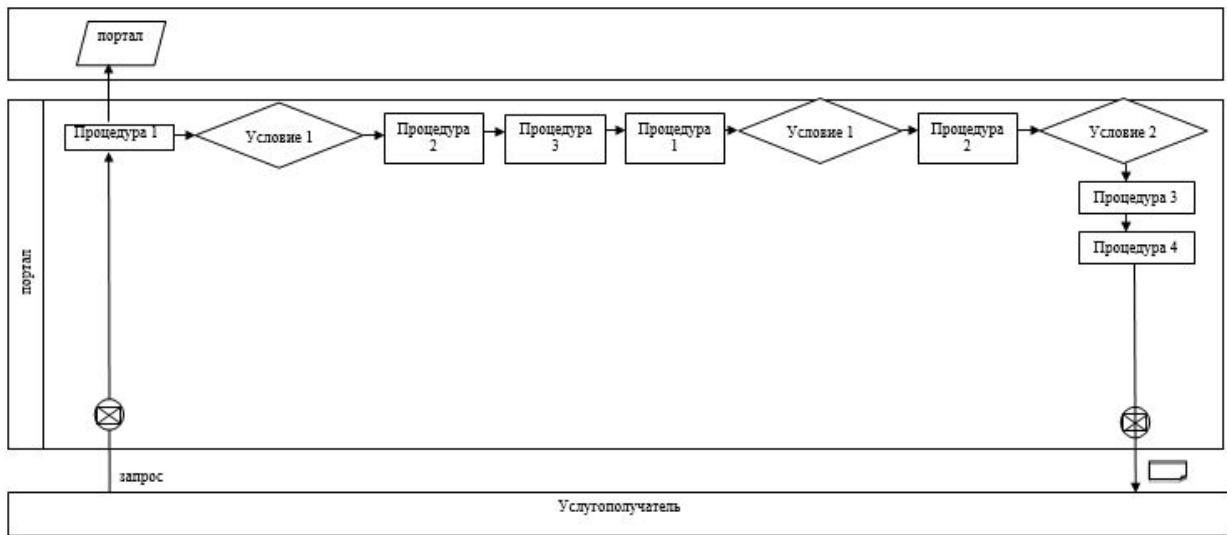 портал
Процедура 1
Условие 1
Процедура
2
Процедура
3
Процедура
1
Условие 1
Процедура
2
Условие 2
Процедура 3
Процедура 4
портал
запрос
Услугополучатель